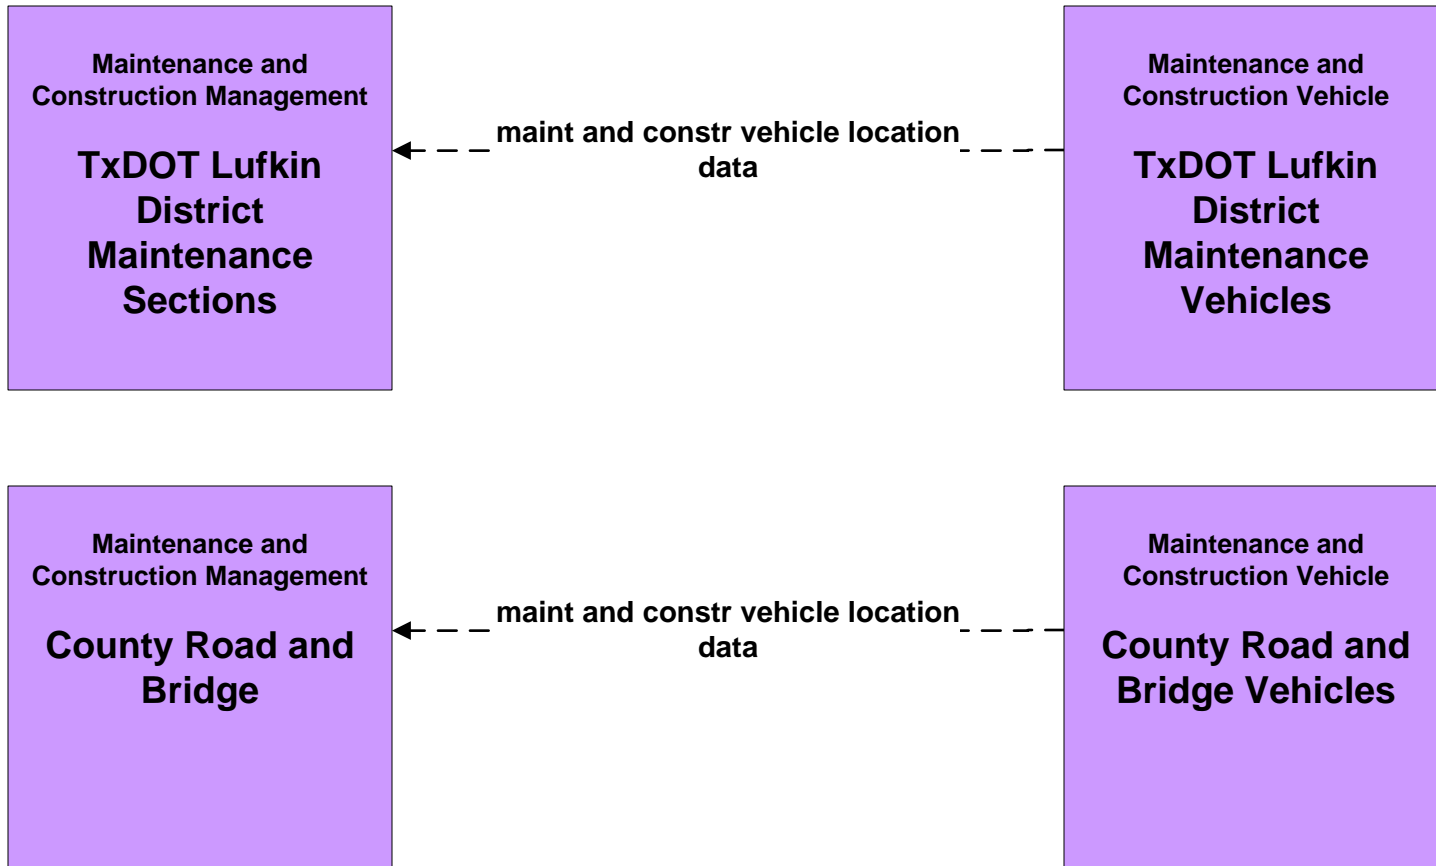 Maintenance and
Construction Management
TxDOT Lufkin
District
Maintenance
Sections
maint and constr vehicle location
data
Maintenance and
Construction Vehicle
TxDOT Lufkin
District
Maintenance
Vehicles
Maintenance and
Construction Management
County Road and
Bridge
maint and constr vehicle location
data
Maintenance and
Construction Vehicle
County Road and
Bridge Vehicles